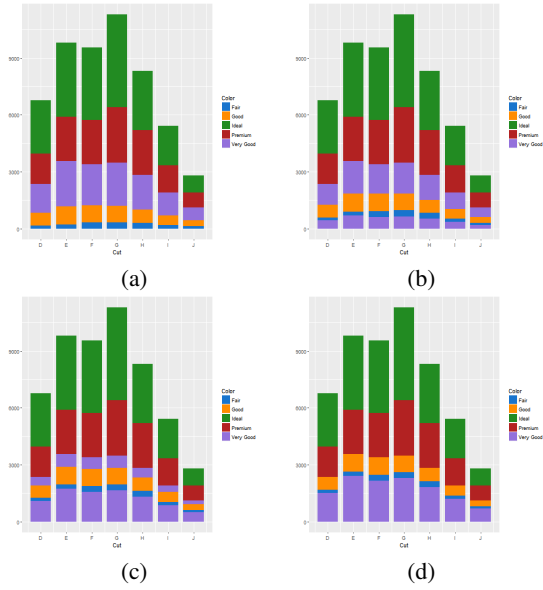 9000
6000
3000
0
D E F G H I J
Cut
Color
Fair
Good
Ideal
Premium
Very Good
(a)
9000
6000
3000
0
D E F G H I J
Cut
Color
Fair
Good
Ideal
Premium
Very Good
(b)
9000
6000
3000
0
D E F G H I J
Cut
Color
Fair
Good
Ideal
Premium
Very Good
(c)
9000
6000
3000
0
D E F G H I J
Cut
Color
Fair
Good
Ideal
Premium
Very Good
(d)